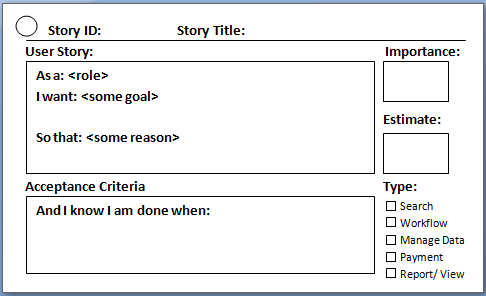 Story ID: Story Title:
User Story:
As a: <role>
I want: <some goal>
So that: <some reason>
Importance:
Estimate:
Acceptance Criteria
And I know I am done when:
Type:
Search
Workflow
Manage Data
Payment
Report/ View